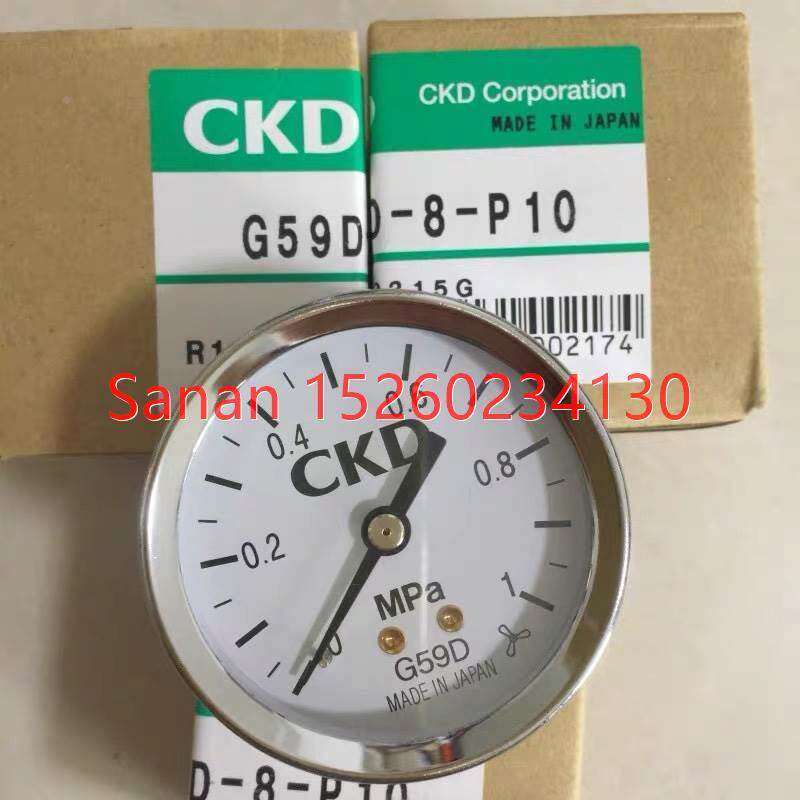 CKD
CKD Corporation
MADE IN JAPAN
G59D
D-8-P10
215G
R1
002174
Sanan 15260234130
0.6
0.4
CKD
0.8
0.2
MPa
1
0
G59D
MADE IN JAPAN
D-8-P10